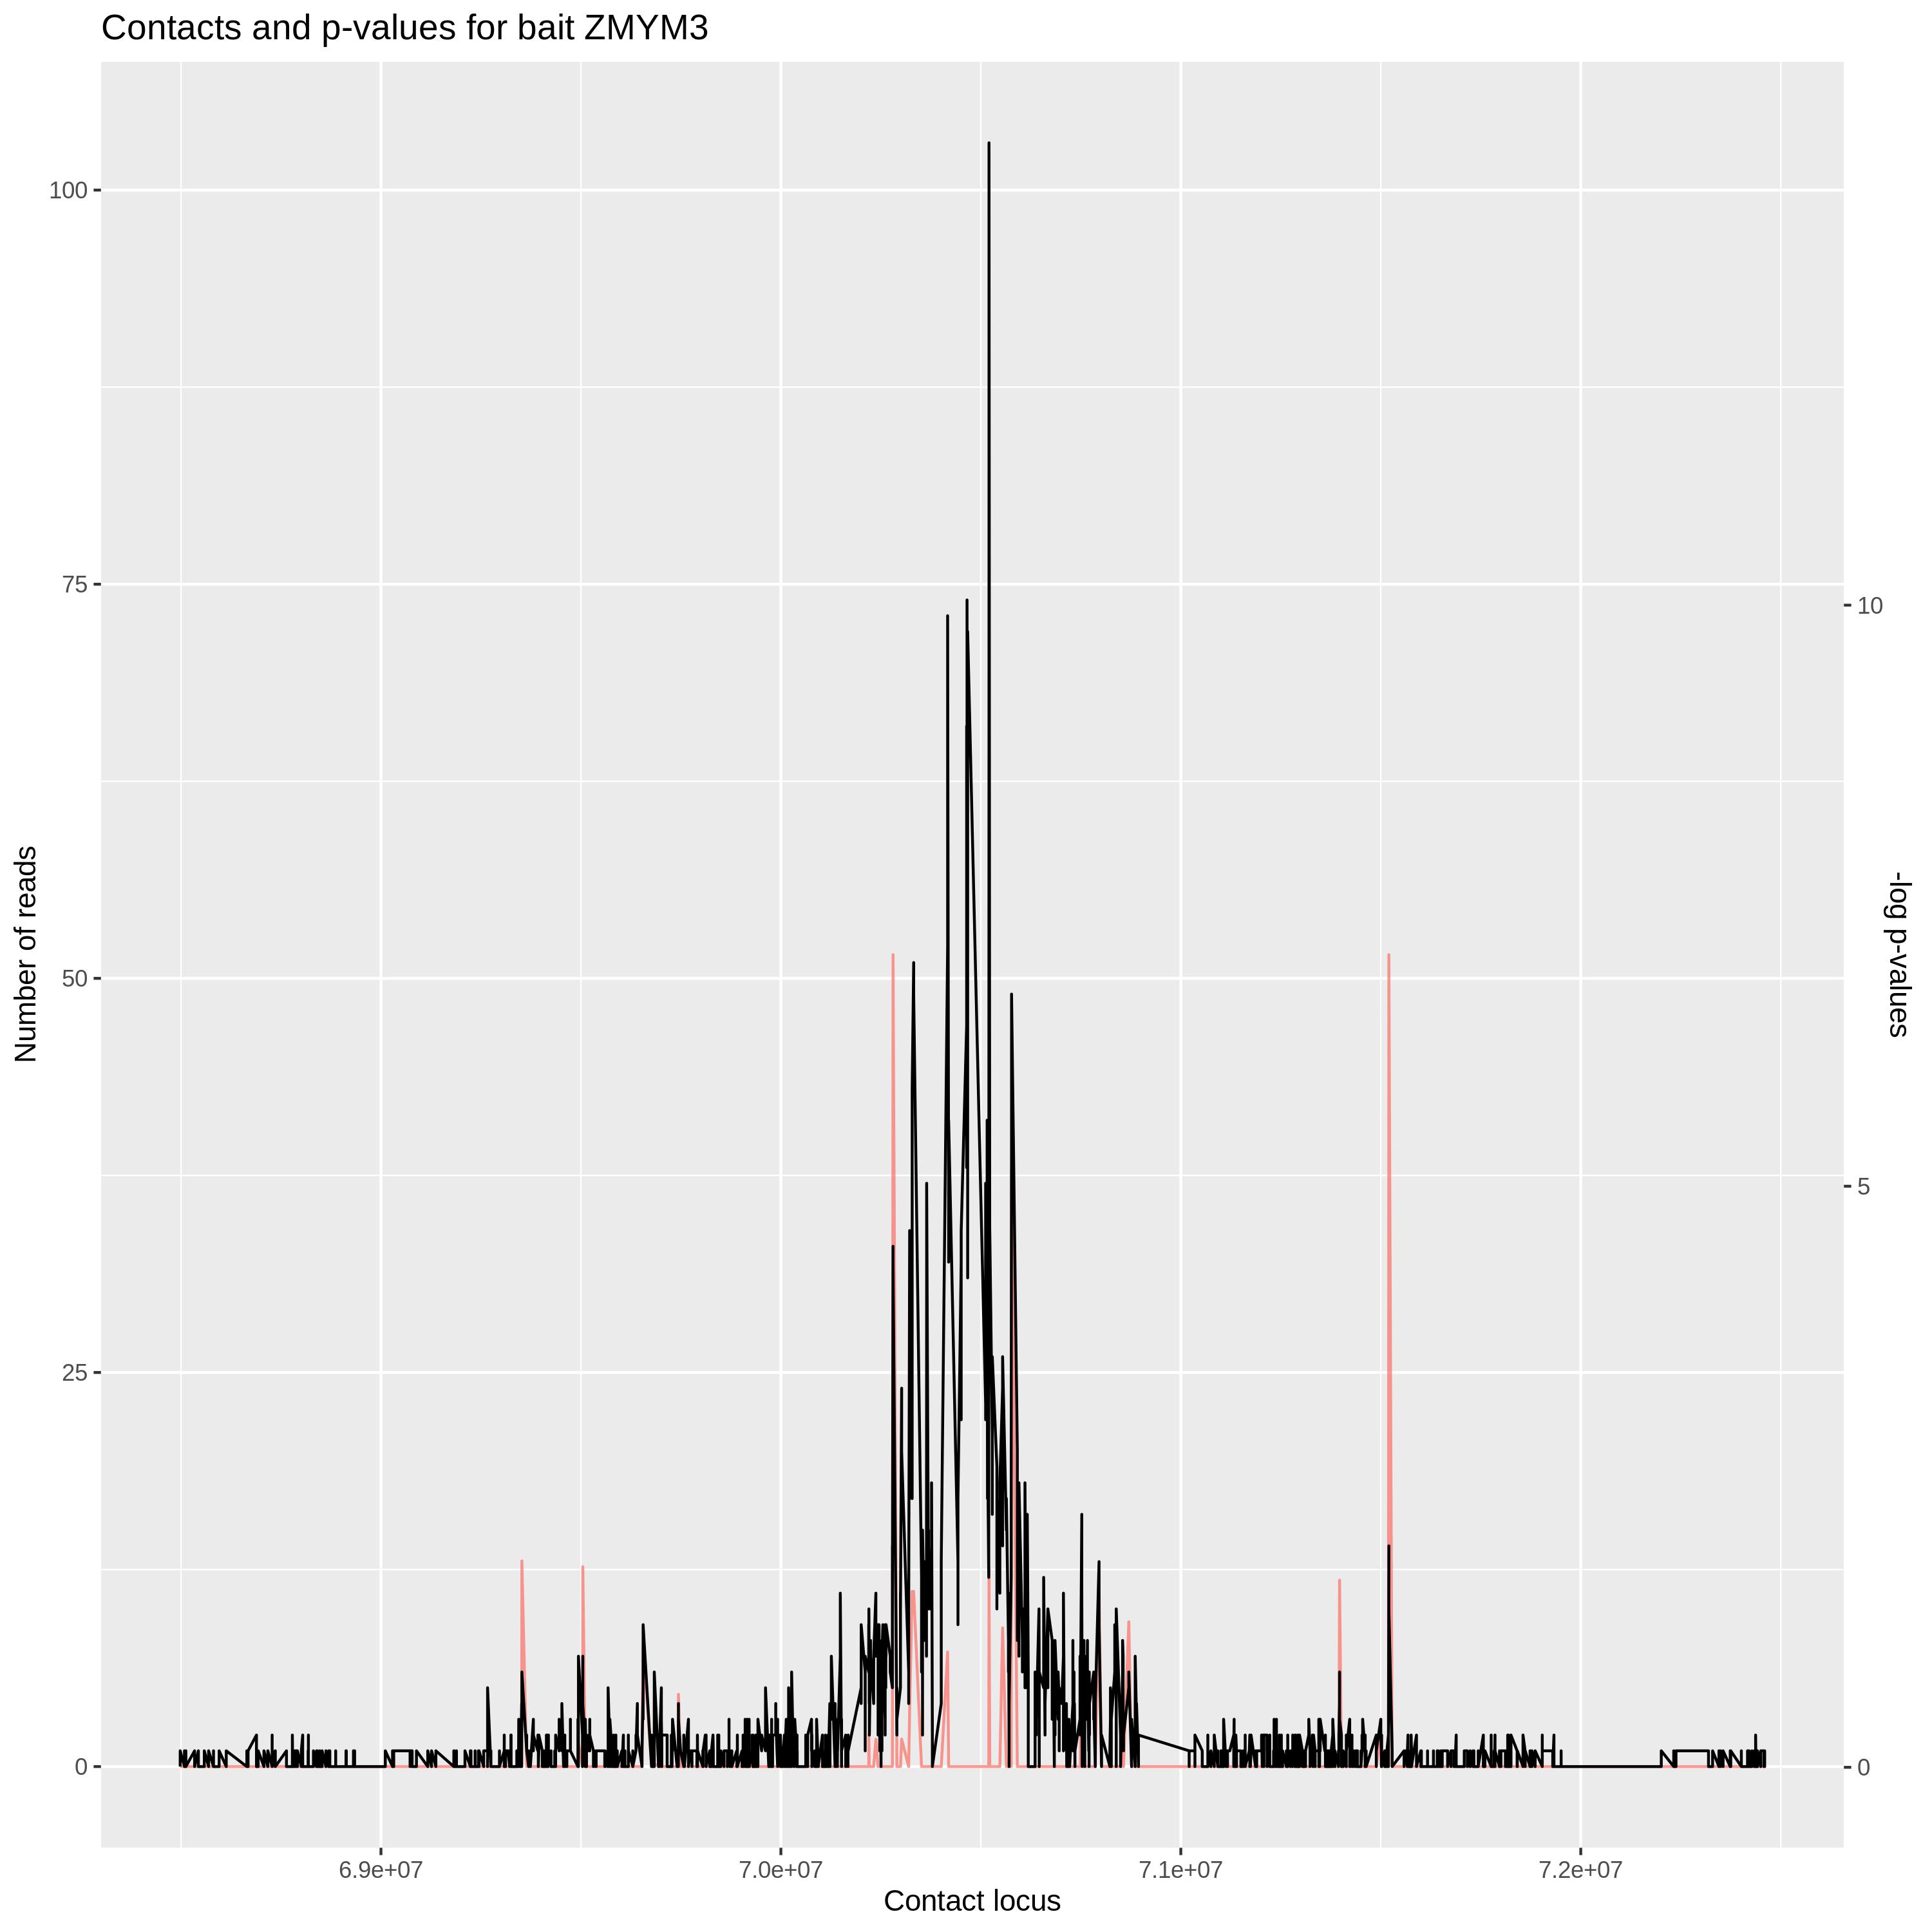 Contacts and p-values for bait ZMYM3
100
75
50
25
0
10
5
0
Number of reads
-log p-values
6.9e+07
7.0e+07
7.1e+07
7.2e+07
Contact locus